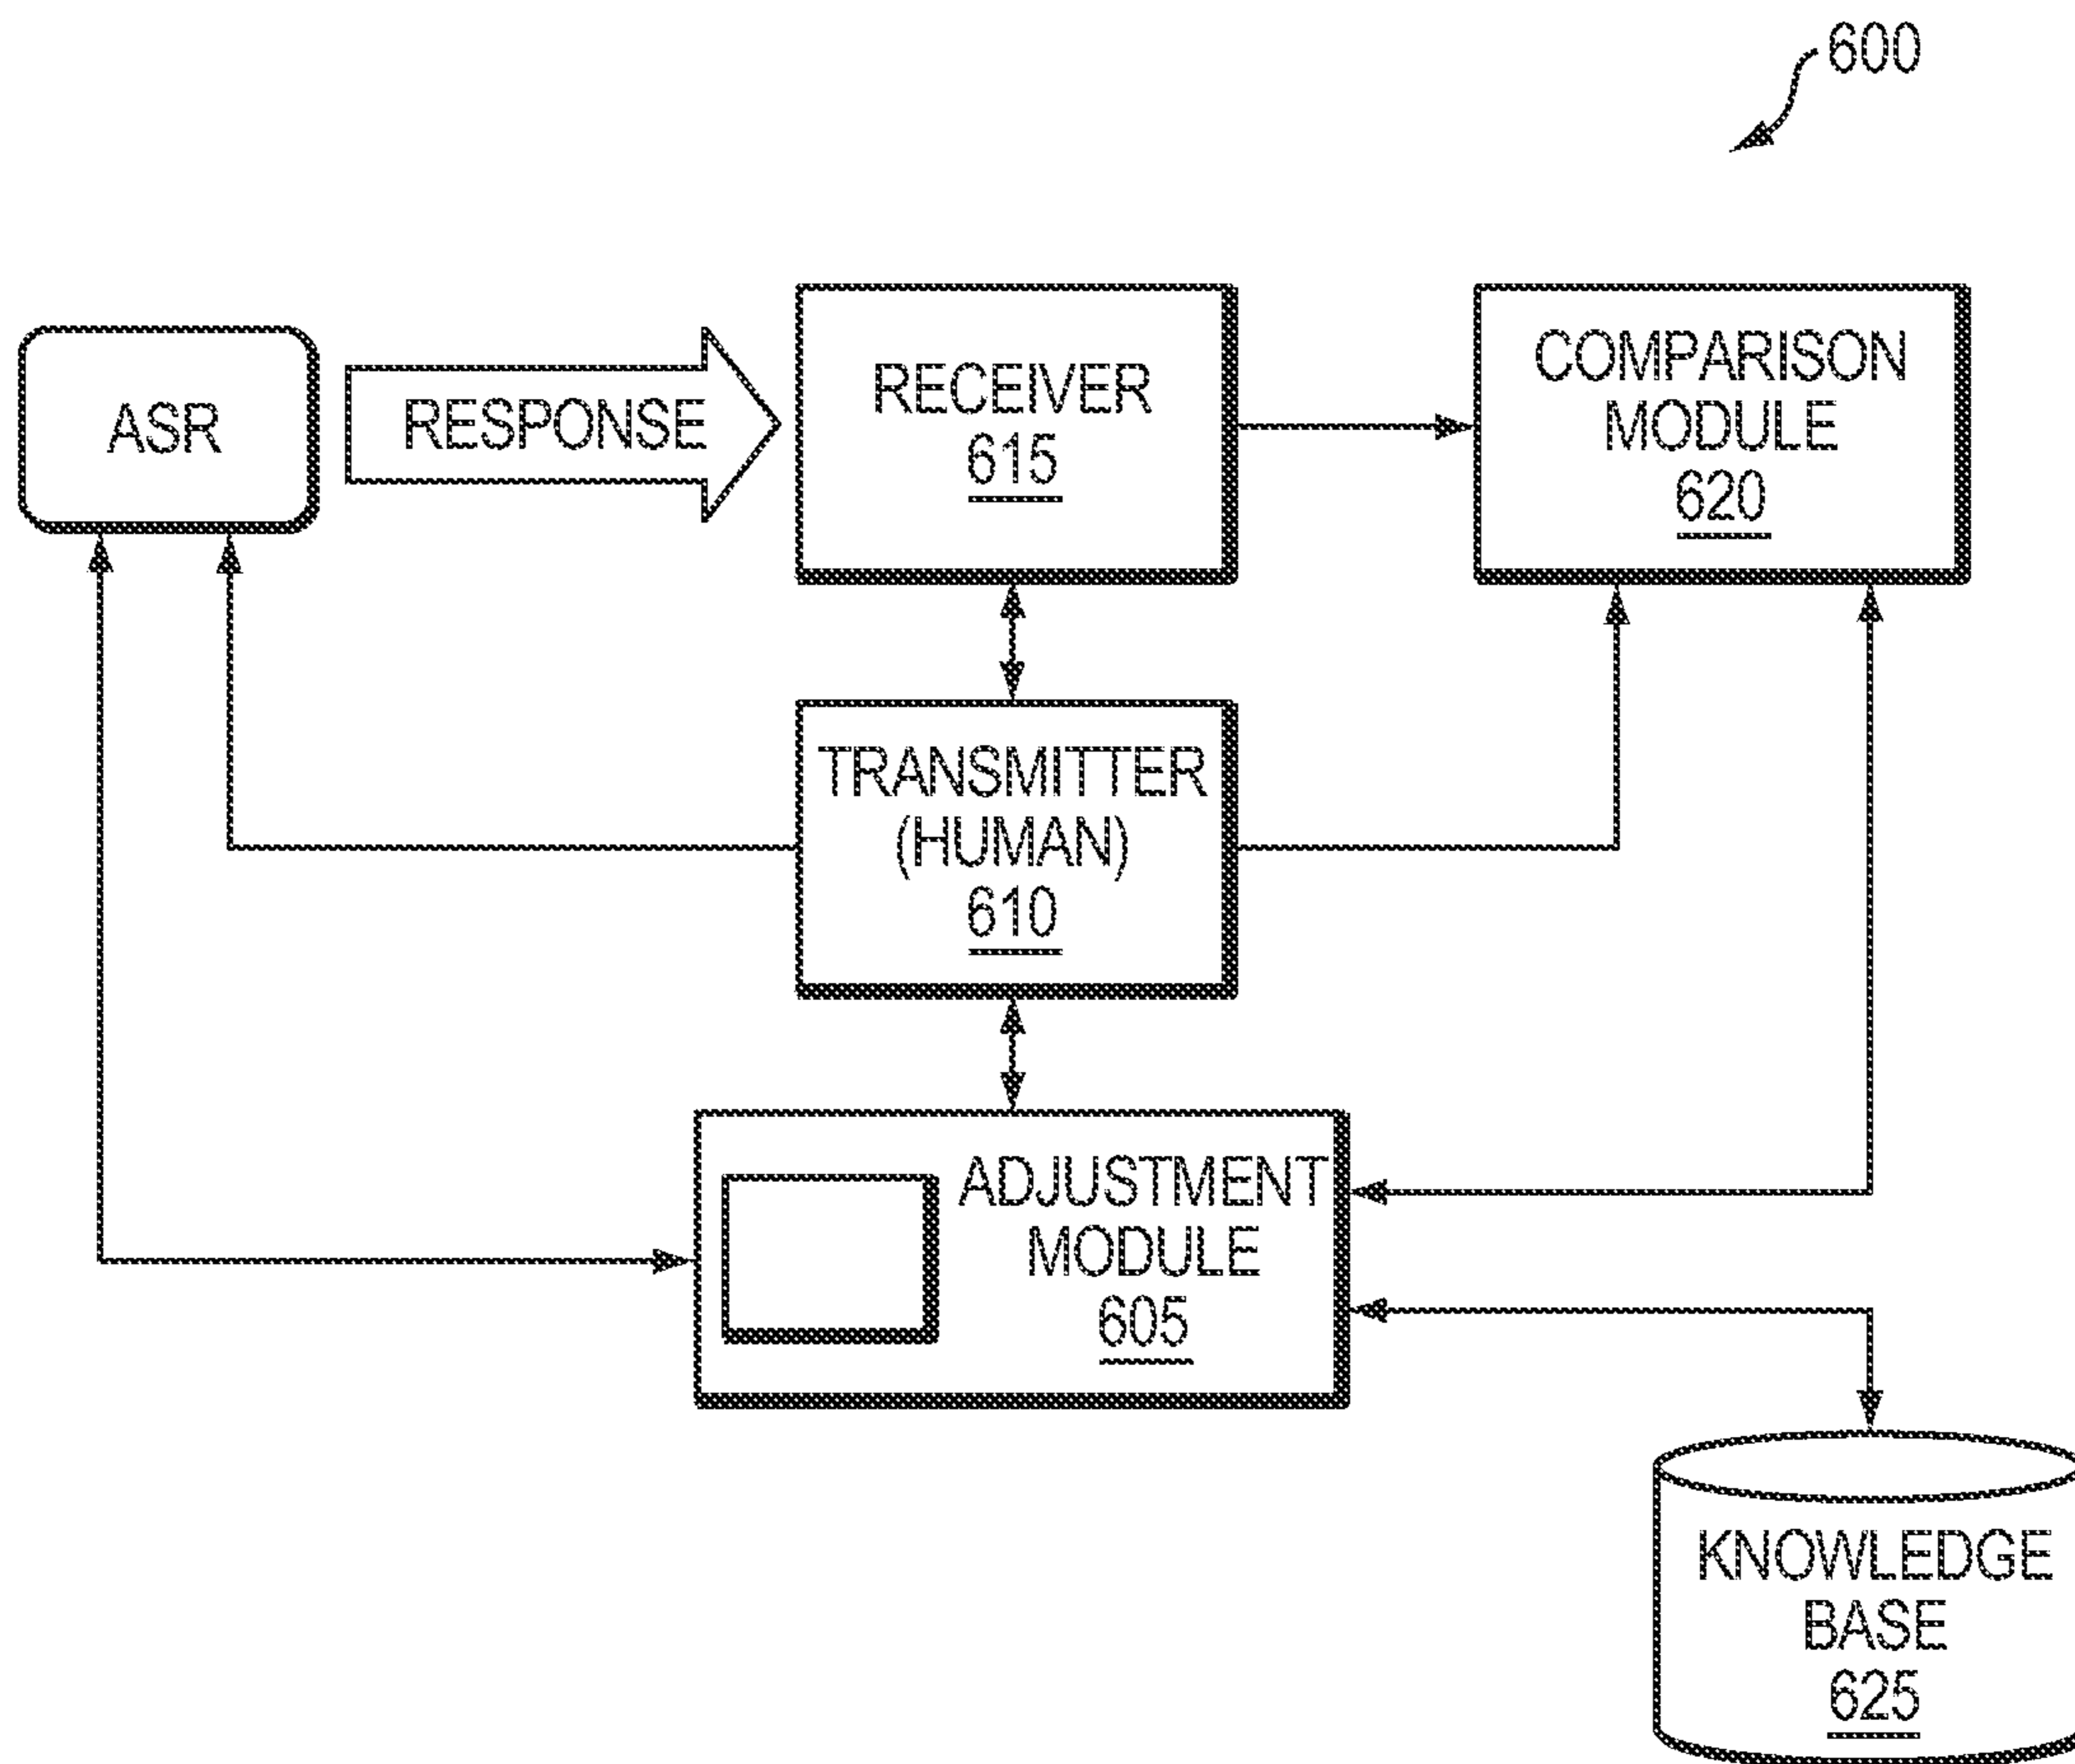 600
ASR
RESPONSE
RECEIVER
615
COMPARISON
MODULE
620
TRANSMITTER
(HUMAN)
610
ADJUSTMENT
MODULE
605
KNOWLEDGE
BASE
625